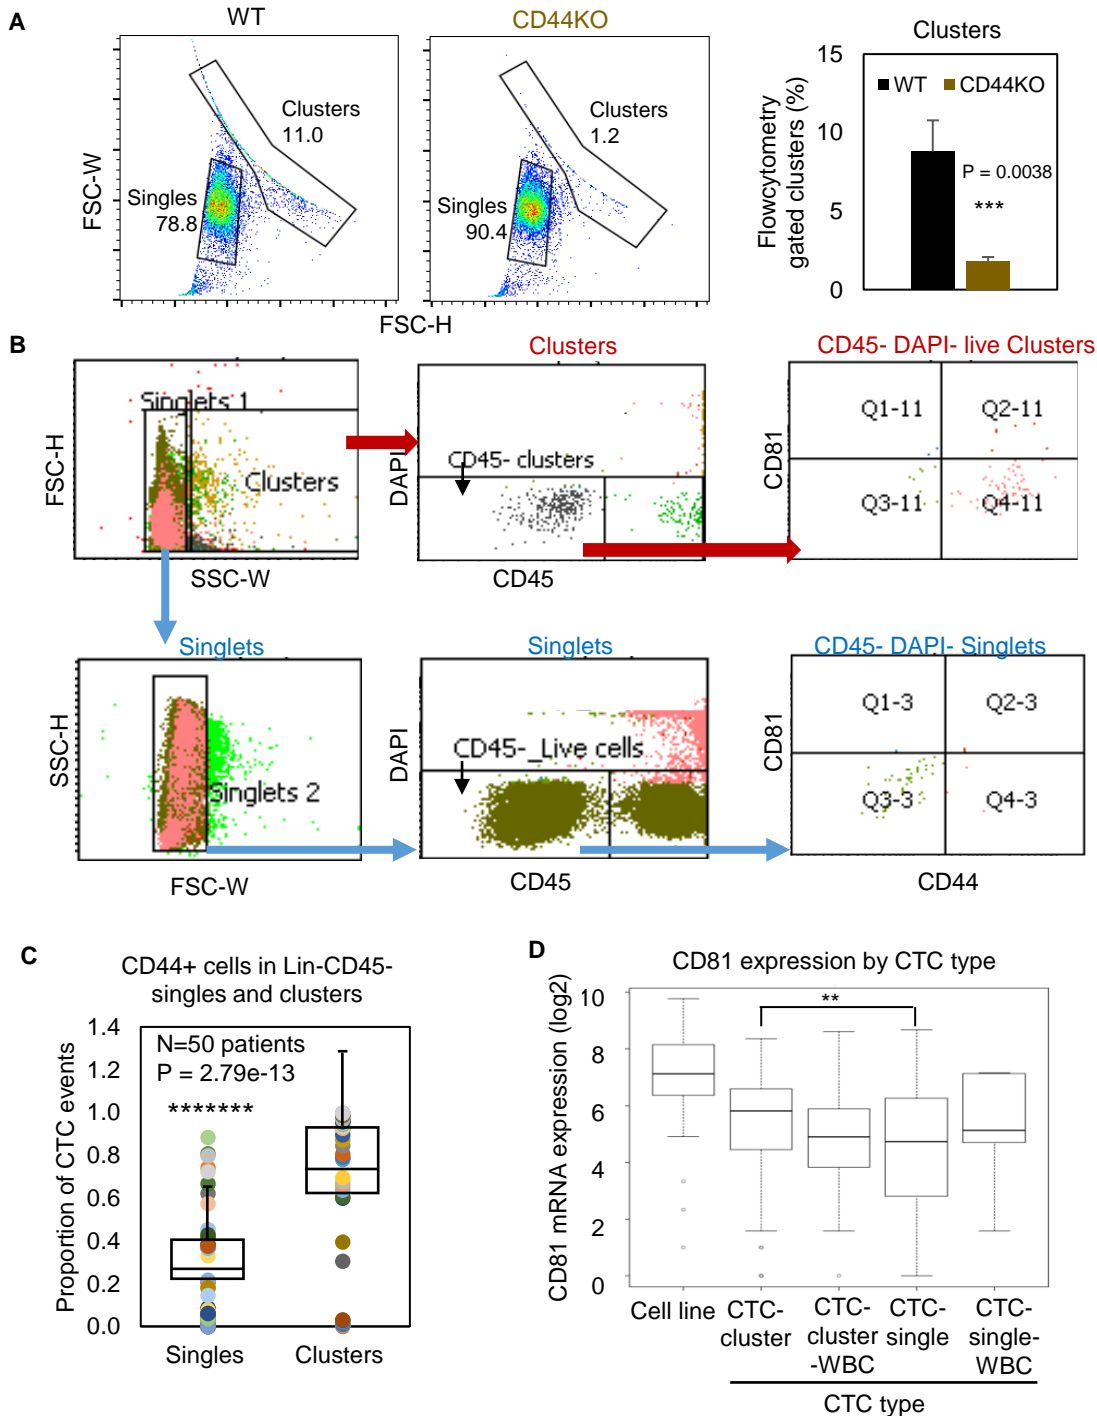 A
WT
CD44KO
FSC-W
Clusters
11.0
Singles
78.8
Clusters
1.2
Singles
90.4
FSC-H
Clusters
Flowcytometry
gated clusters (%)
15
10
5
0
WT
CD44KO
P = 0.0038
***
B
FSC-H
Singlets 1
Clusters
SSC-W
Clusters
DAPI
CD45- clusters
CD45
CD45- DAPI- live Clusters
CD81
Q1-11
Q2-11
Q3-11
Q4-11
Singlets
SSC-H
Singlets 2
FSC-W
Singlets
DAPI
CD45-_Live cells
CD45
CD45- DAPI- Singlets
CD81
Q1-3
Q2-3
Q3-3
Q4-3
CD44
C
CD44+ cells in Lin-CD45-
singles and clusters
Proportion of CTC events
1.4
1.2
1.0
0.8
0.6
0.4
0.2
0.0
N=50 patients
P = 2.79e-13
*******
Singles
Clusters
D
CD81 expression by CTC type
CD81 mRNA expression (log2)
10
8
6
4
2
0
**
Cell line
CTC-
cluster
CTC-
cluster
-WBC
CTC-
single
CTC-
single-
WBC
CTC type